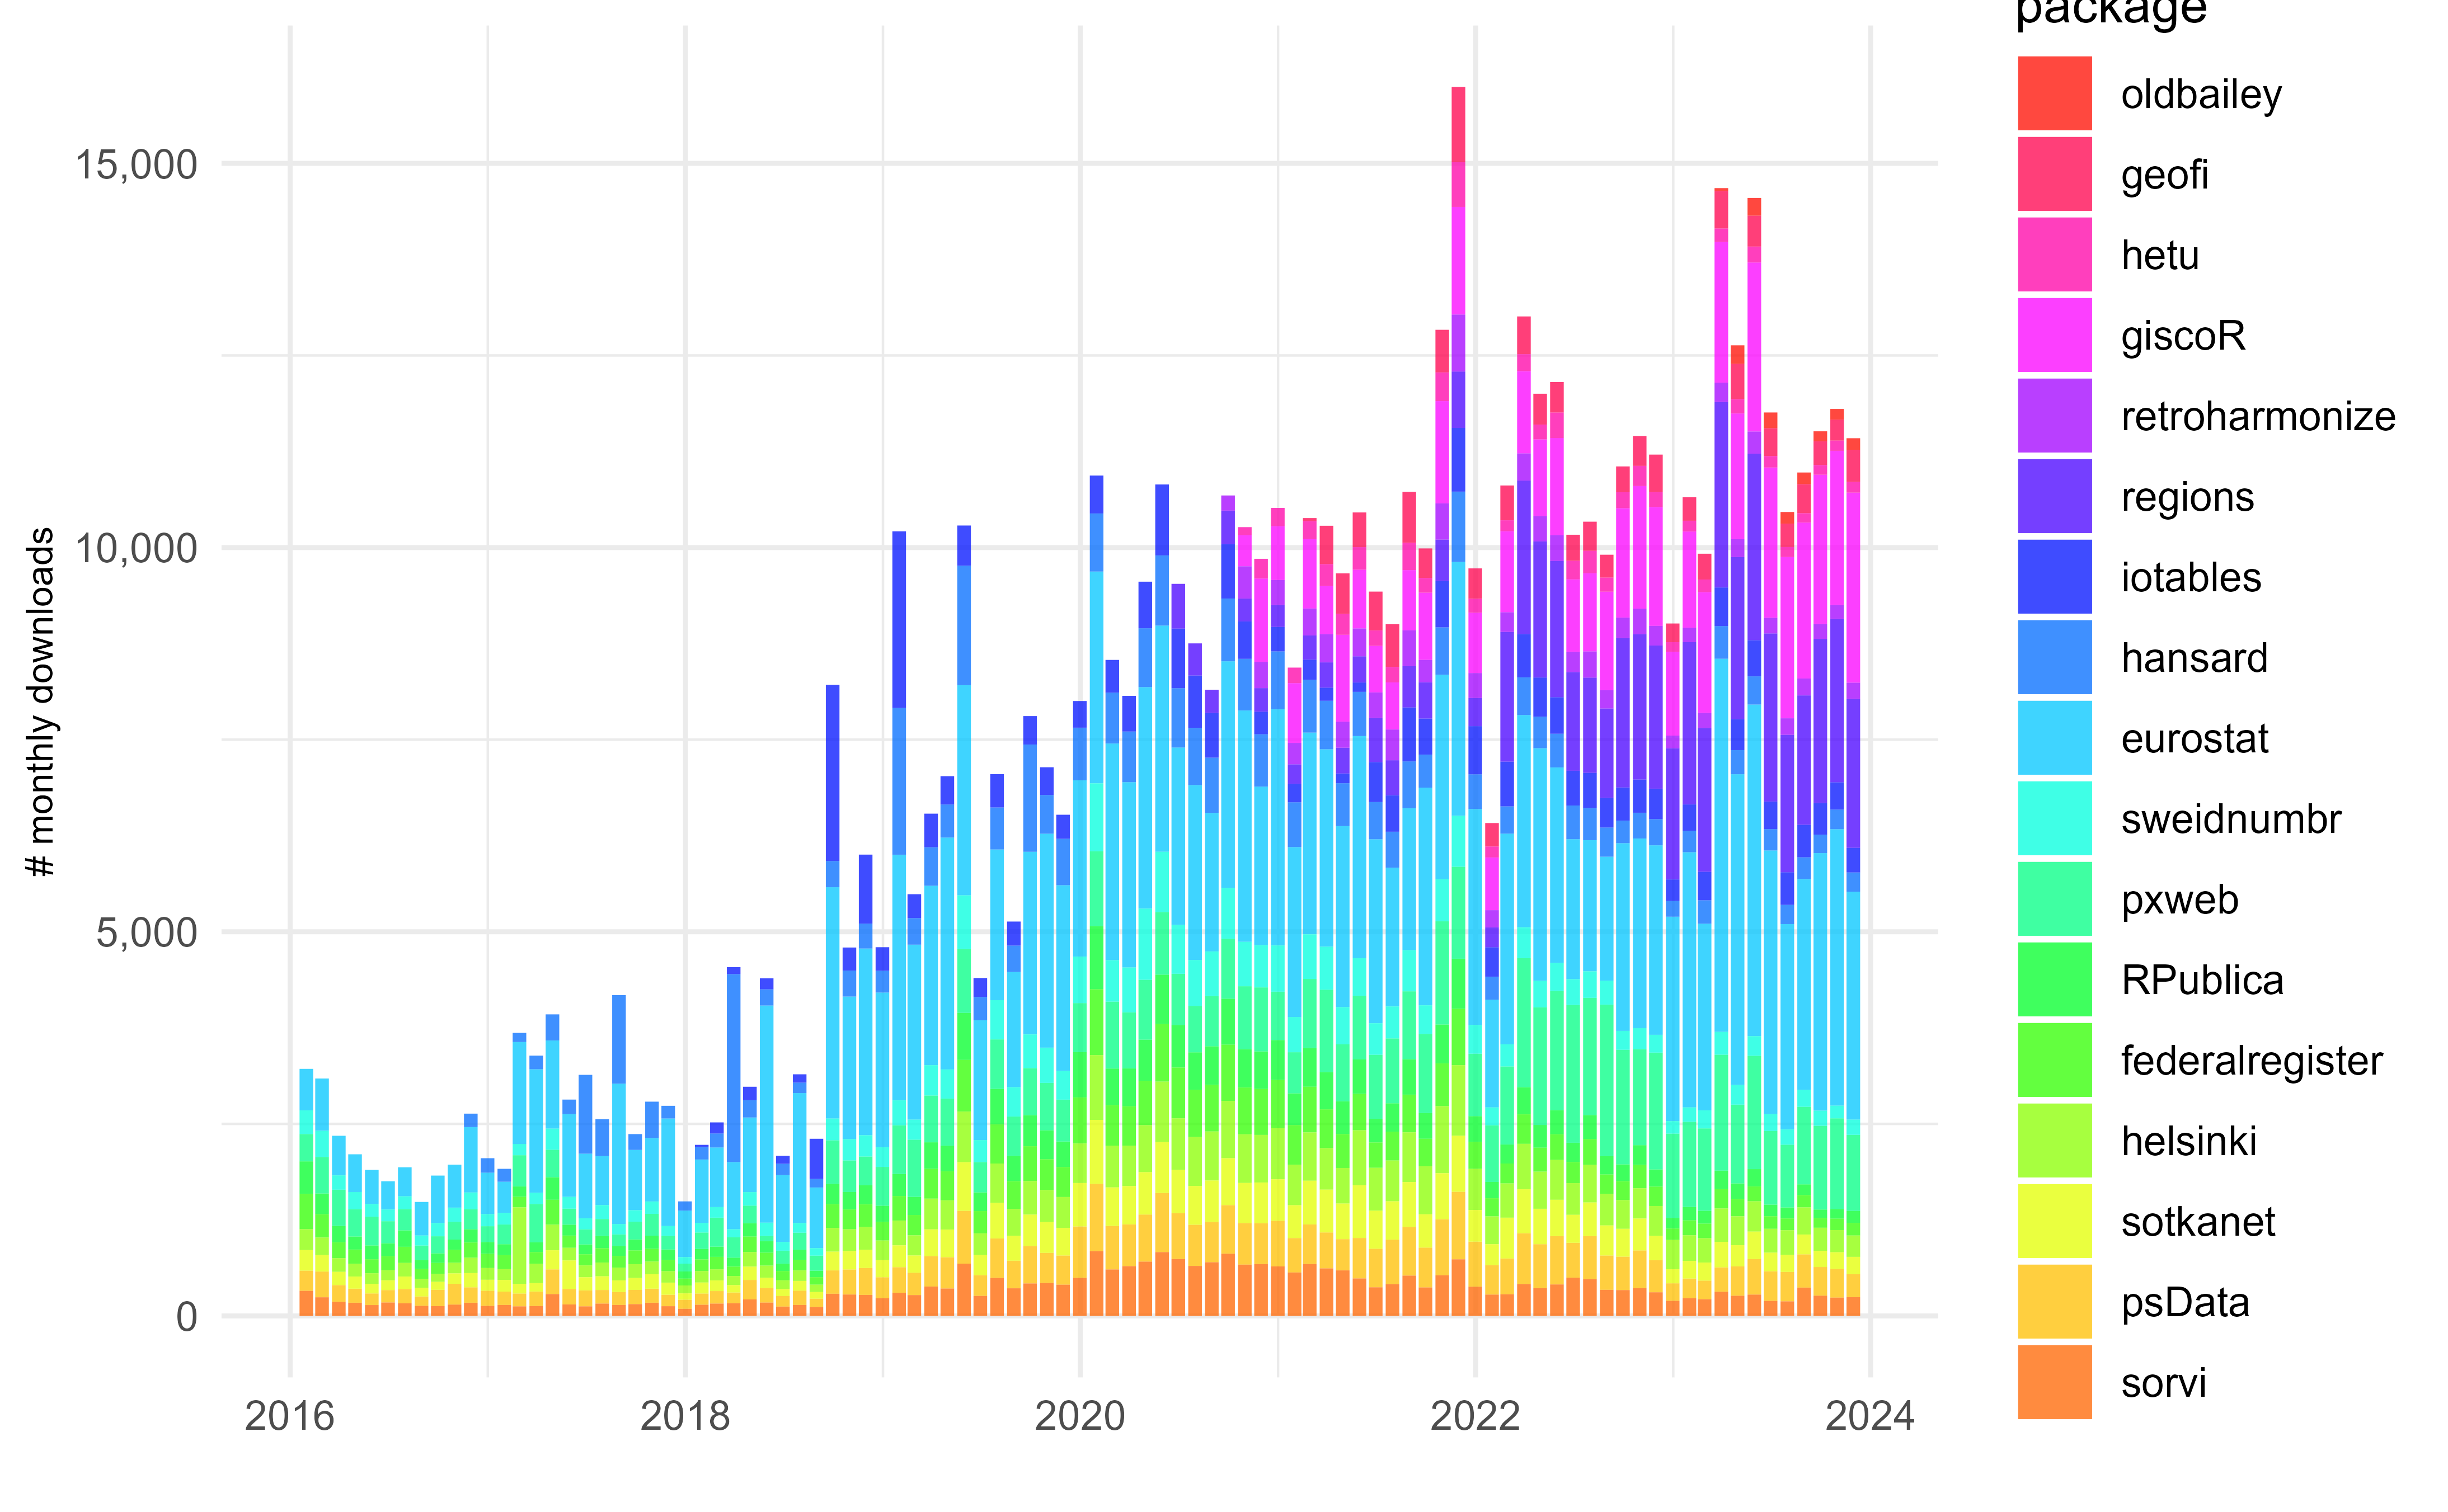 package
oldbailey
geofi
hetu
giscoR
retroharmonize
regions
iotables
hansard
eurostat
sweidnumbr
pxweb
RPublica
federalregister
helsinki
sotkanet
psData
sorvi
# monthly downloads
15,000
10,000
5,000
0
2016
2018
2020
2022
2024